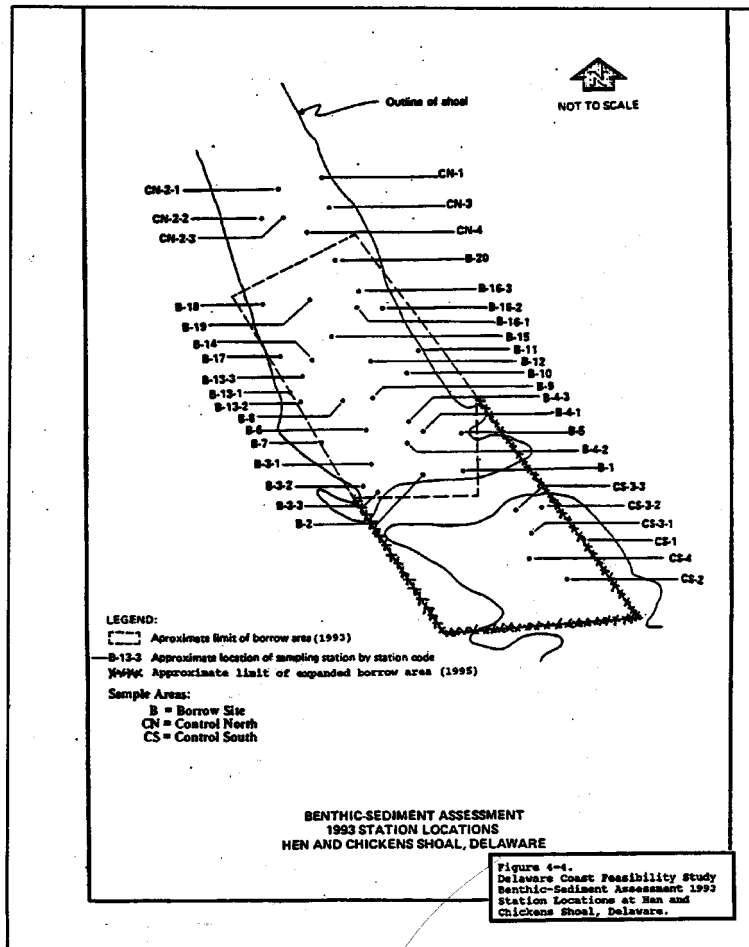 Outline of shoal
N
NOT TO SCALE
CN-1
CN-2-1
CN-3
CN-2-2
CN-4
CN-2-3
B-20
B-16-3
B-18
B-16-2
B-19
B-16-1
B-15
B-14
B-11
B-17
B-12
B-10
B-13-3
B-9
B-13-1
B-4-3
B-13-2
B-4-1
B-8
B-6
B-5
B-7
B-4-2
B-3-1
B-1
CS-3-3
B-3-2
CS-3-2
B-3-3
CS-3-1
B-2
CS-1
CS-4
CS-2
LEGEND:
Aproximate limit of borrow area (1993)
B-13-3 Approximate location of sampling station by station code
Approximate limit of expanded borrow area (1995)
Sample Areas:
B = Borrow Site
CN = Control North
CS = Control South
BENTHIC-SEDIMENT ASSESSMENT
1993 STATION LOCATIONS
HEN AND CHICKENS SHOAL, DELAWARE
Figure 4-4.
Delaware Coast Feasibility Study
Benthic-Sediment Assessment 1993
Station Locations at Hen and
Chickens Shoal, Delaware.